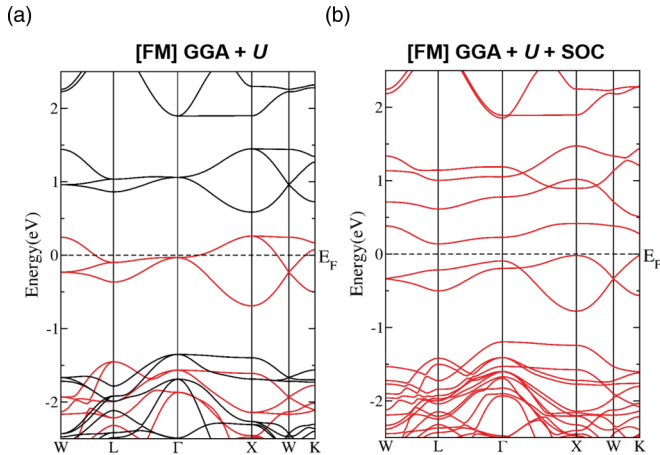 (a)
(b)
[FM] GGA + U
[FM] GGA + U + SOC
Energy(eV)
2
1
0
-1
-2
W
L
Γ
X
W
K
E_F
Energy(eV)
2
1
0
-1
-2
W
L
Γ
X
W
K
E_F